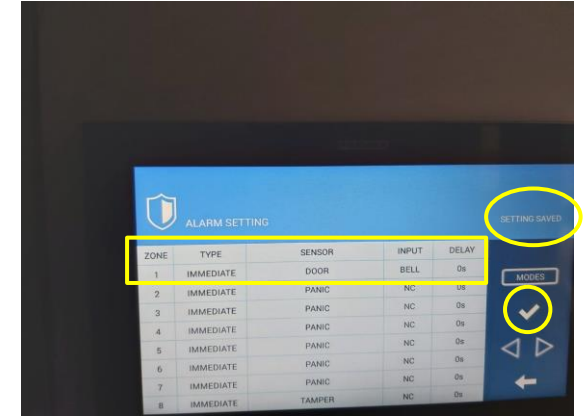 ALARM SETTING
SETTING SAVED
ZONE TYPE SENSOR INPUT DELAY
1 IMMEDIATE DOOR BELL 0s
MODES
2 IMMEDIATE PANIC NC 0s
3 IMMEDIATE PANIC NC 0s
4 IMMEDIATE PANIC NC 0s
5 IMMEDIATE PANIC NC 0s
6 IMMEDIATE PANIC NC 0s
7 IMMEDIATE PANIC NC 0s
8 IMMEDIATE TAMPER NC 0s